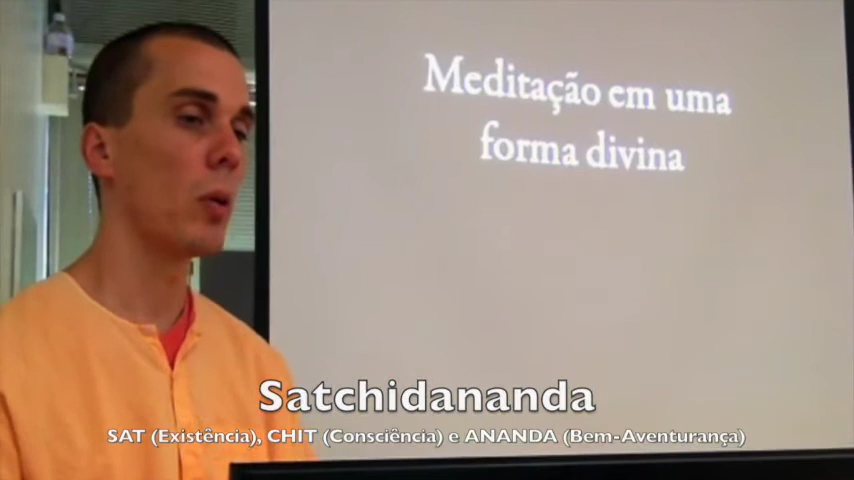 Meditação em uma
forma divina
Satchidananda
SAT (Existência), CHIT (Consciência) e ANANDA (Bem-Aventurança)